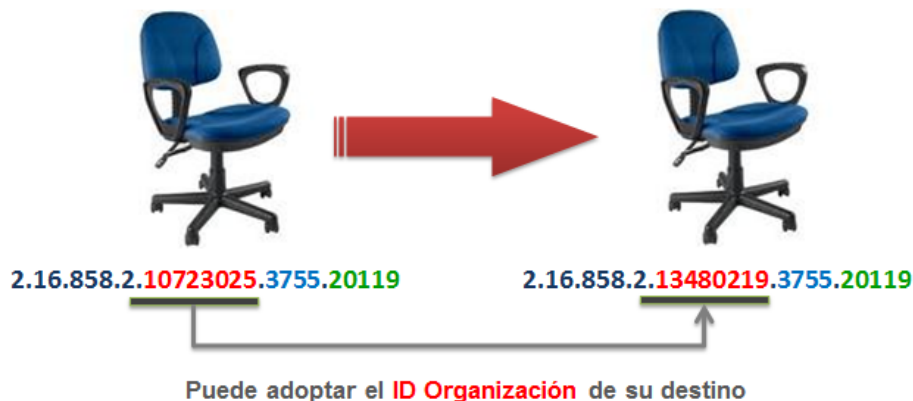 2.16.858.2.10723025.3755.20119
2.16.858.2.13480219.3755.20119
Puede adoptar el ID Organización de su destino